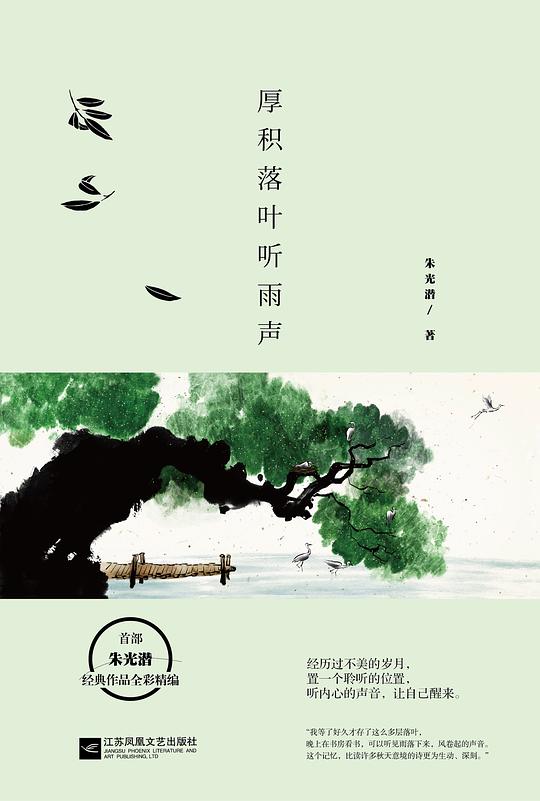 厚积落叶听雨声
朱光潜/著
首部
朱光潜
经典作品全彩精编
经历过不美的岁月，
置一个聆听的位置，
听内心的声音，让自己醒来。
“我等了好久才存了这么多层落叶，
晚上在书房看书，可以听见雨落下来，风卷起的声音。
这个记忆，比读许多秋天意境的诗更为生动、深刻。”
江苏凤凰文艺出版社
JIANGSU PHOENIX LITERATURE AND
ART PUBLISHING, LTD